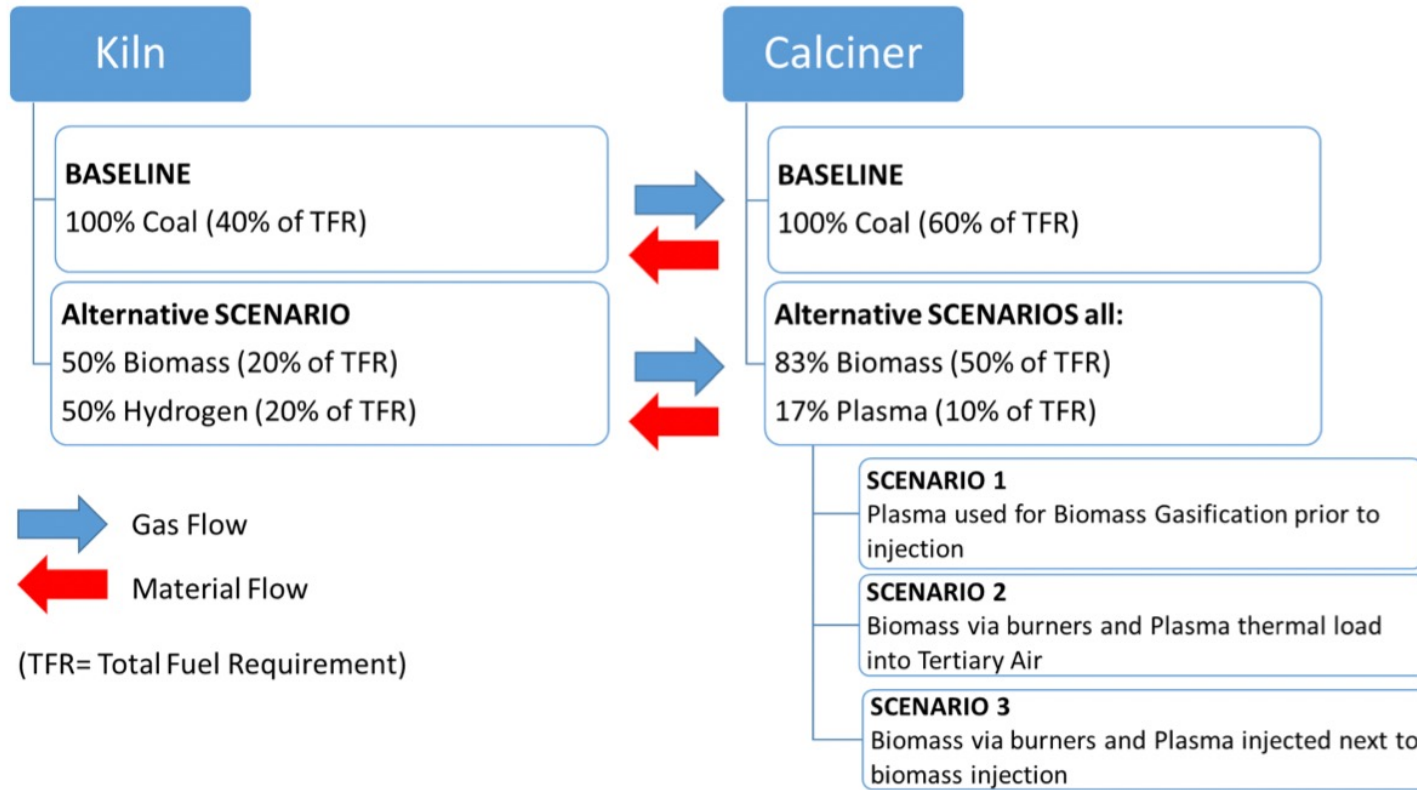 Kiln
BASELINE
100% Coal (40% of TFR)
Alternative SCENARIO
50% Biomass (20% of TFR)
50% Hydrogen (20% of TFR)
Gas Flow
Material Flow
(TFR= Total Fuel Requirement)
Calciner
BASELINE
100% Coal (60% of TFR)
Alternative SCENARIOS all:
83% Biomass (50% of TFR)
17% Plasma (10% of TFR)
SCENARIO 1
Plasma used for Biomass Gasification prior to
injection
SCENARIO 2
Biomass via burners and Plasma thermal load
into Tertiary Air
SCENARIO 3
Biomass via burners and Plasma injected next to
biomass injection